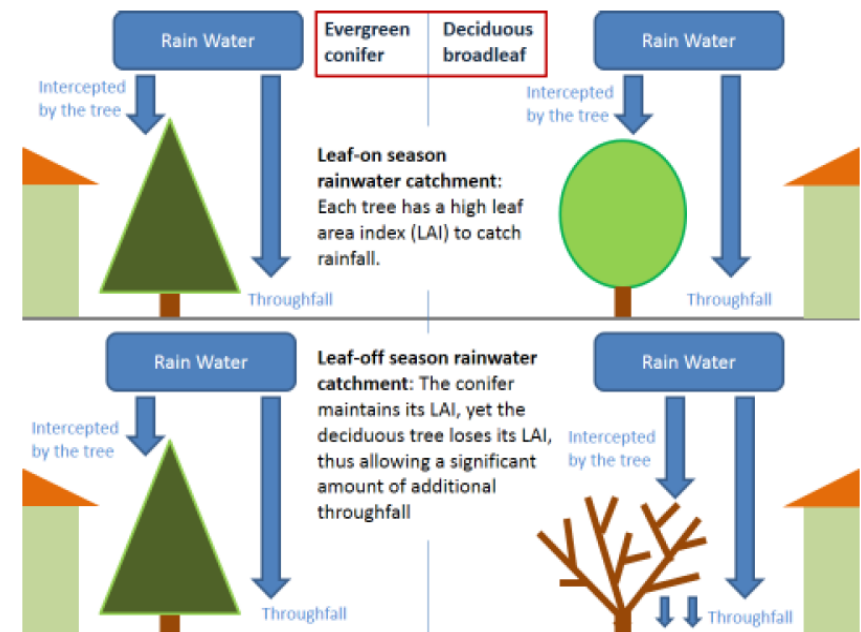 Rain Water
Evergreen
conifer
Deciduous
broadleaf
Rain Water
Intercepted
by the tree
Intercepted
by the tree
Leaf-on season
rainwater catchment:
Each tree has a high leaf
area index (LAI) to catch
rainfall.
Throughfall
Throughfall
Rain Water
Leaf-off season rainwater
catchment: The conifer
maintains its LAI, yet the
deciduous tree loses its LAI,
thus allowing a significant
amount of additional
throughfall
Rain Water
Intercepted
by the tree
Intercepted
by the tree
Throughfall
Throughfall